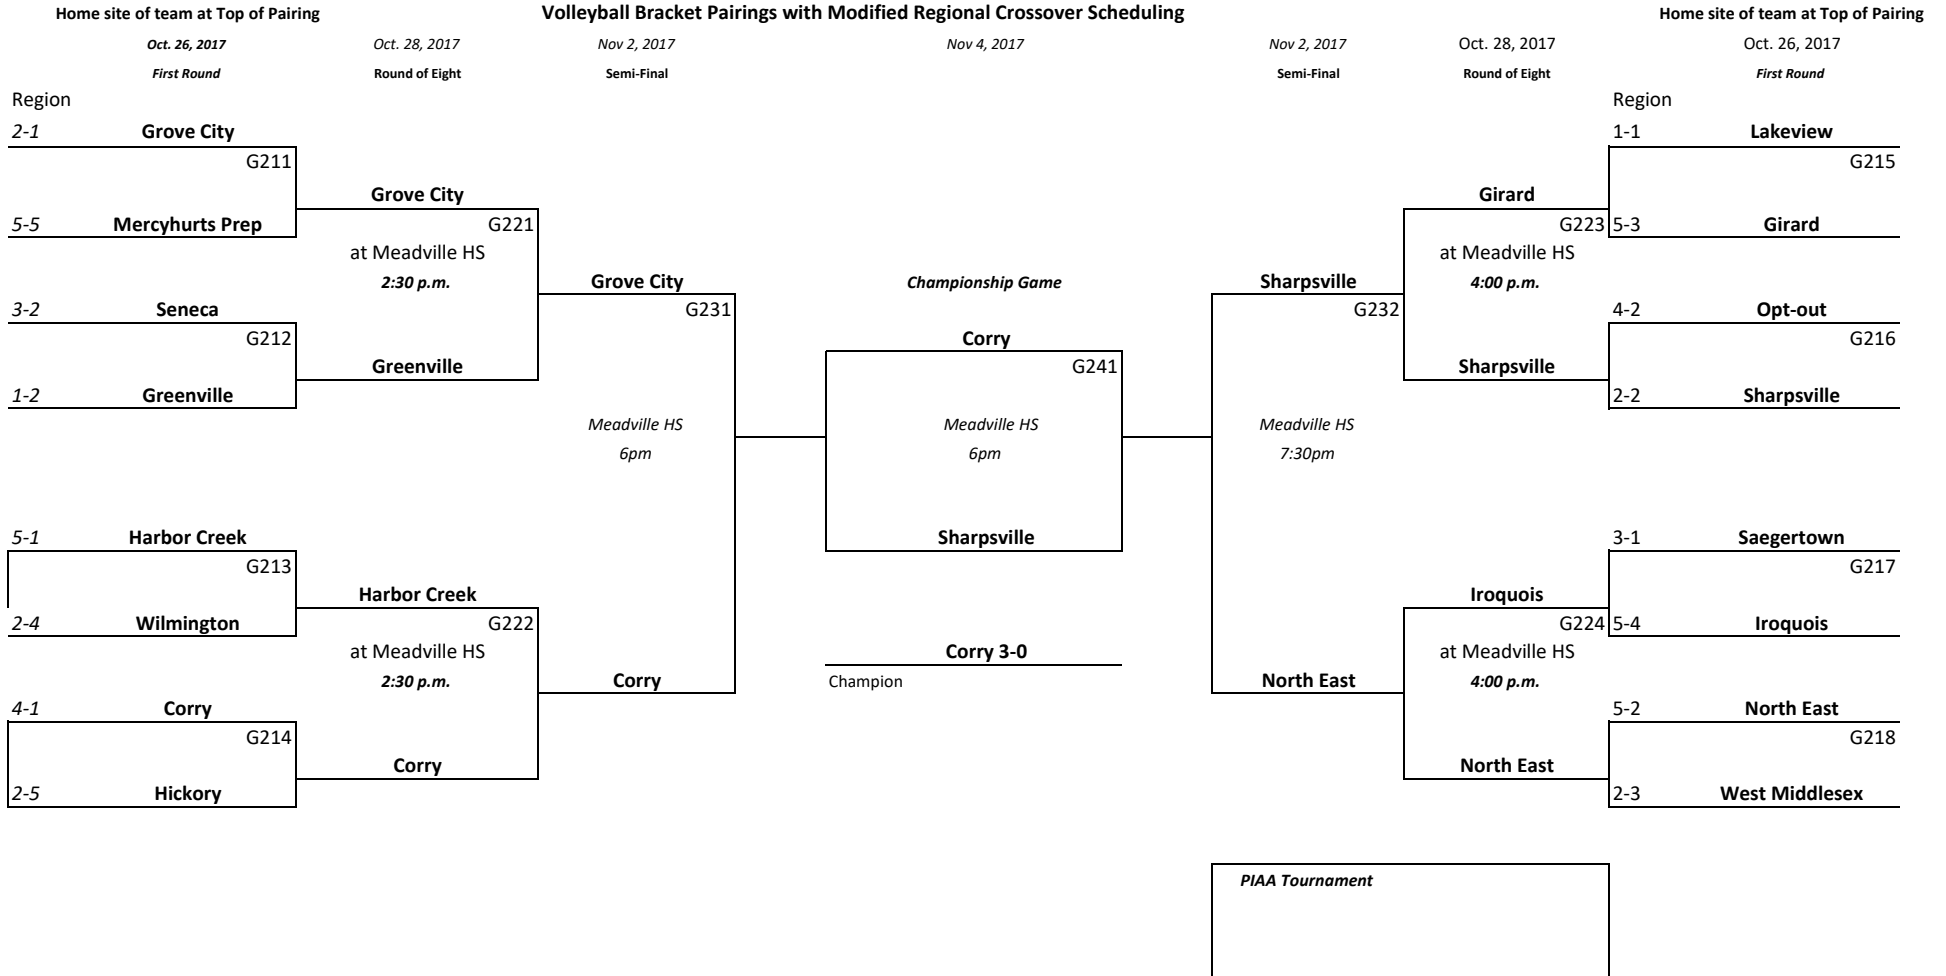 Home site of team at Top of Pairing Volleyball Bracket Pairings with Modified Regional Crossover Scheduling Home site of team at Top of Pairing
Oct. 26, 2017 Oct. 28, 2017 Nov 2, 2017 Nov 4, 2017 Nov 2, 2017 Oct. 28, 2017 Oct. 26, 2017
First Round Round of Eight Semi-Final Semi-Final Round of Eight First Round
Region Region
2-1 Grove City 1-1 Lakeview
G211 G215
Grove City Girard
5-5 Mercyhurts Prep G221 G223 5-3 Girard
at Meadville HS at Meadville HS
2:30 p.m. Grove City Championship Game Sharpsville 4:00 p.m.
3-2 Seneca G231 G232 4-2 Opt-out
G212 Corry G216
Greenville G241 Sharpsville
1-2 Greenville 2-2 Sharpsville
Meadville HS Meadville HS Meadville HS
6pm 6pm 7:30pm
5-1 Harbor Creek Sharpsville 3-1 Saegertown
G213 G217
Harbor Creek Iroquois
2-4 Wilmington G222 G224 5-4 Iroquois
at Meadville HS Corry 3-0 at Meadville HS
2:30 p.m. Corry Champion North East 4:00 p.m.
4-1 Corry 5-2 North East
G214 G218
Corry North East
2-5 Hickory 2-3 West Middlesex
PIAA Tournament